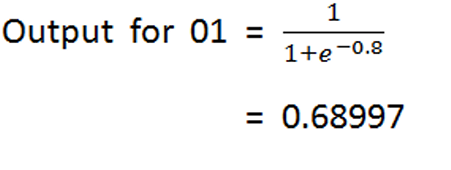 Output for 01 = 1/(1+e^-0.8)
= 0.68997